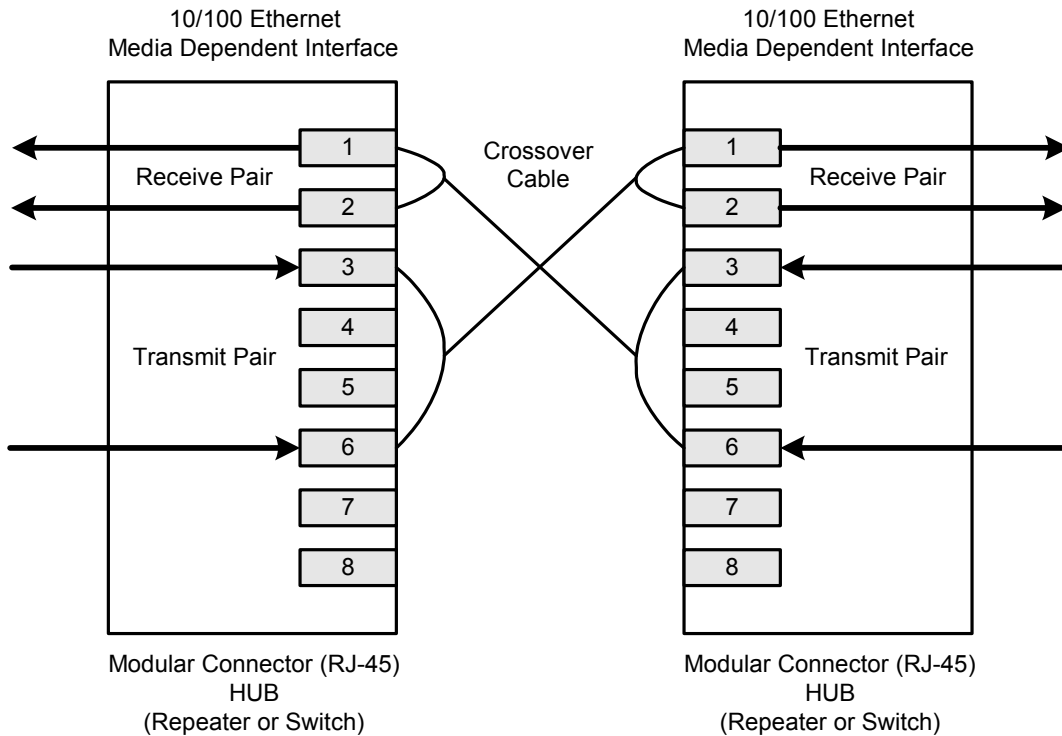 10/100 Ethernet
Media Dependent Interface
10/100 Ethernet
Media Dependent Interface
1
Receive Pair
2
3
4
Transmit Pair
5
6
7
8
Crossover
Cable
1
Receive Pair
2
3
4
Transmit Pair
5
6
7
8
Modular Connector (RJ-45)
HUB
(Repeater or Switch)
Modular Connector (RJ-45)
HUB
(Repeater or Switch)